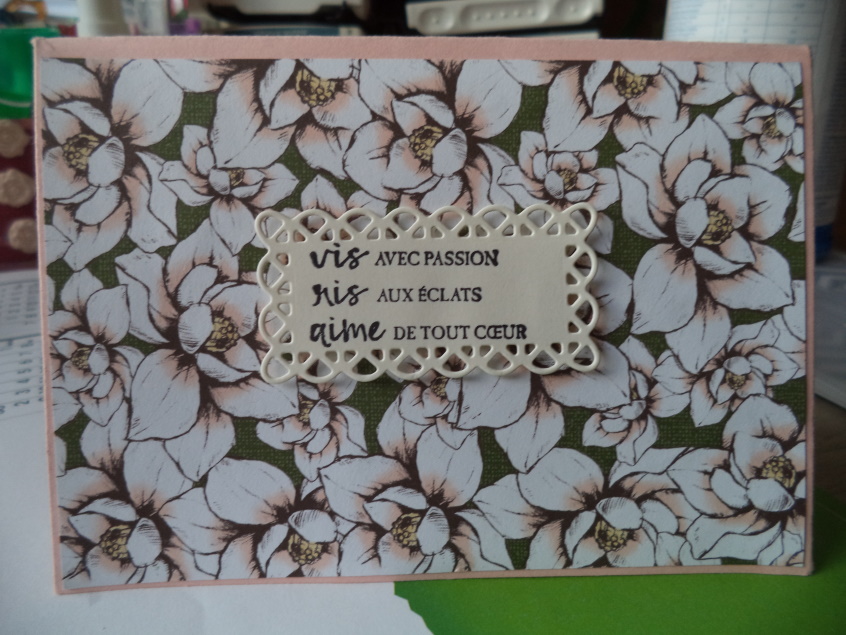 vis AVEC PASSION
ris AUX ÉCLATS
aime DE TOUT CŒUR